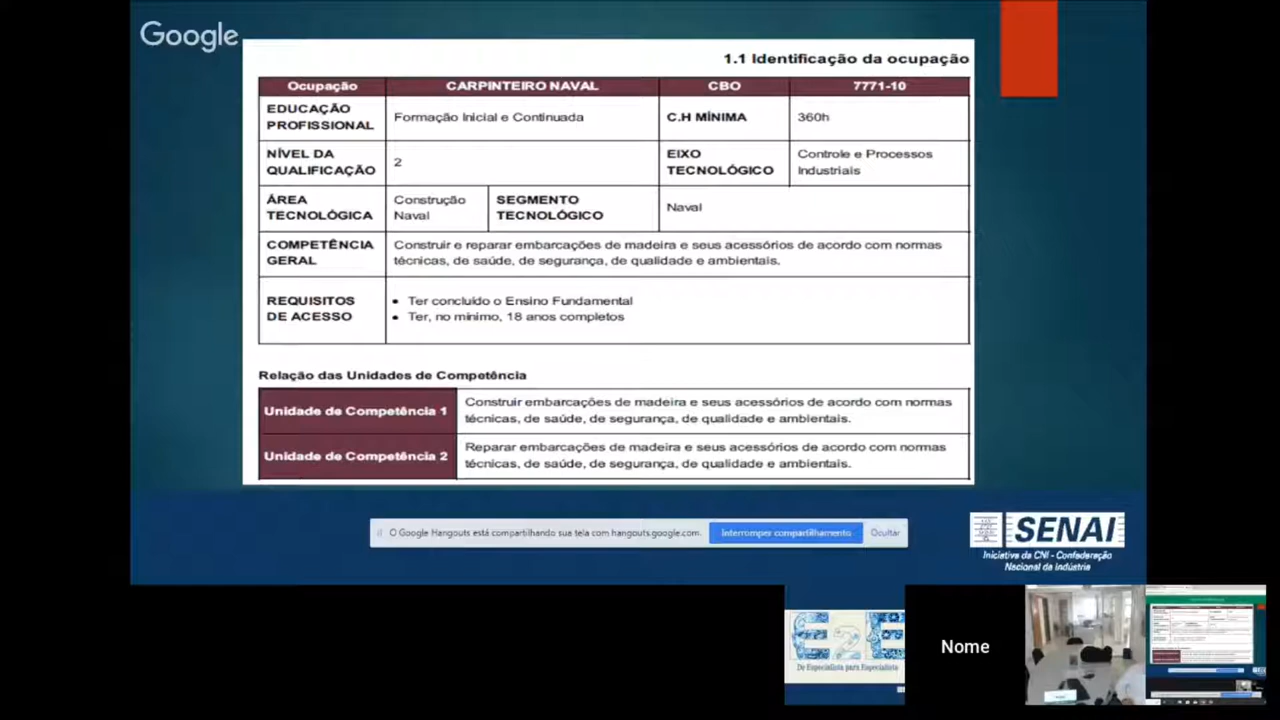 Google
1.1 Identificação da ocupação
Ocupação CARPINTEIRO NAVAL CBO 7771-10
EDUCAÇÃO PROFISSIONAL Formação Inicial e Continuada C.H MÍNIMA 360h
NÍVEL DA QUALIFICAÇÃO 2 EIXO TECNOLÓGICO Controle e Processos Industriais
ÁREA TECNOLÓGICA Construção Naval SEGMENTO TECNOLÓGICO Naval
COMPETÊNCIA GERAL Construir e reparar embarcações de madeira e seus acessórios de acordo com normas
técnicas, de saúde, de segurança, de qualidade e ambientais.
REQUISITOS DE ACESSO
• Ter concluído o Ensino Fundamental
• Ter, no mínimo, 18 anos completos
Relação das Unidades de Competência
Unidade de Competência 1 Construir embarcações de madeira e seus acessórios de acordo com normas
técnicas, de saúde, de segurança, de qualidade e ambientais.
Unidade de Competência 2 Reparar embarcações de madeira e seus acessórios de acordo com normas
técnicas, de saúde, de segurança, de qualidade e ambientais.
O Google Hangouts está compartilhando sua tela com hangouts.google.com. Interromper compartilhamento Ocultar
SENAI
Iniciativa da CNI - Confederação
Nacional da Indústria
E2E
De Especialista para Especialista
Nome